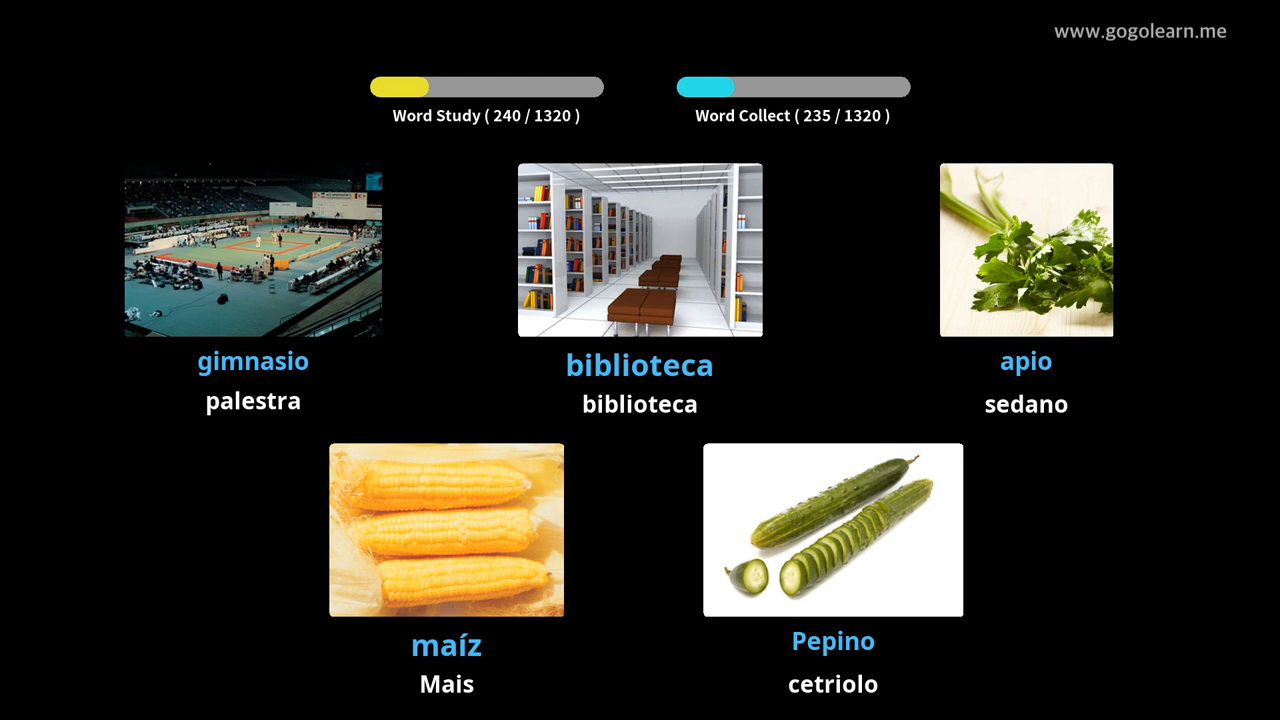 www.gogolearn.me
Word Study ( 240 / 1320 )
Word Collect ( 235 / 1320 )
gimnasio
palestra
biblioteca
biblioteca
apio
sedano
maíz
Mais
Pepino
cetriolo